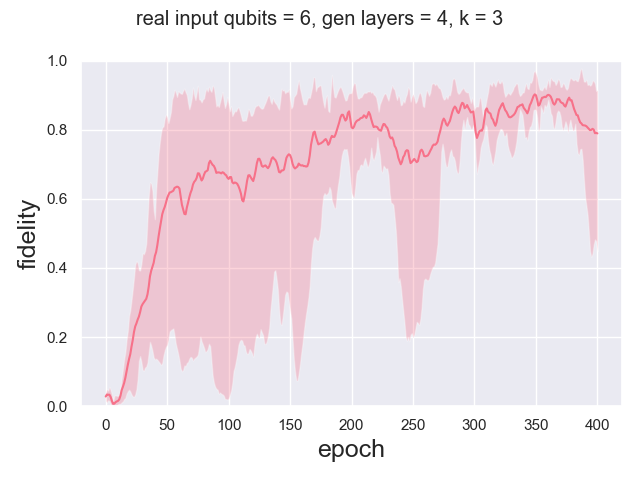 real input qubits = 6, gen layers = 4, k = 3
1.0
0.8
0.6
0.4
0.2
0.0
fidelity
0 50 100 150 200 250 300 350 400
epoch